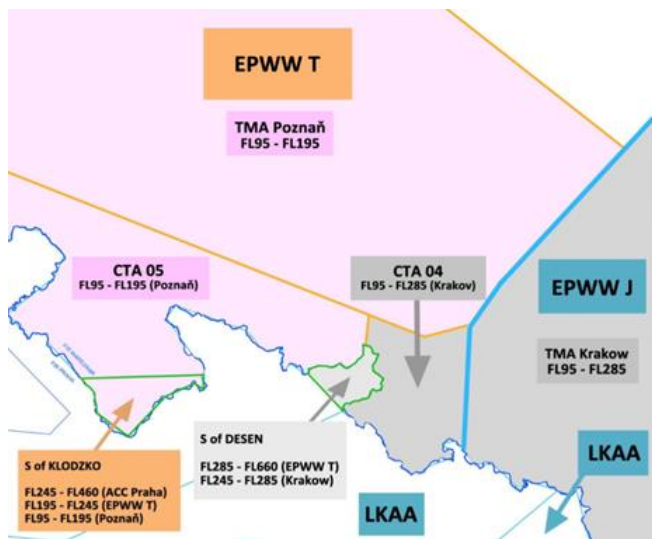 EPWW T
TMA Poznaň
FL95 - FL195
CTA 05
FL95 - FL195 (Poznaň)
CTA 04
FL95 - FL285 (Krakov)
EPWW J
TMA Krakow
FL95 - FL285
S of KLODZKO
FL245 - FL460 (ACC Praha)
FL195 - FL245 (EPWW T)
FL95 - FL195 (Poznaň)
S of DESEN
FL285 - FL660 (EPWW T)
FL245 - FL285 (Krakow)
LKAA
LKAA